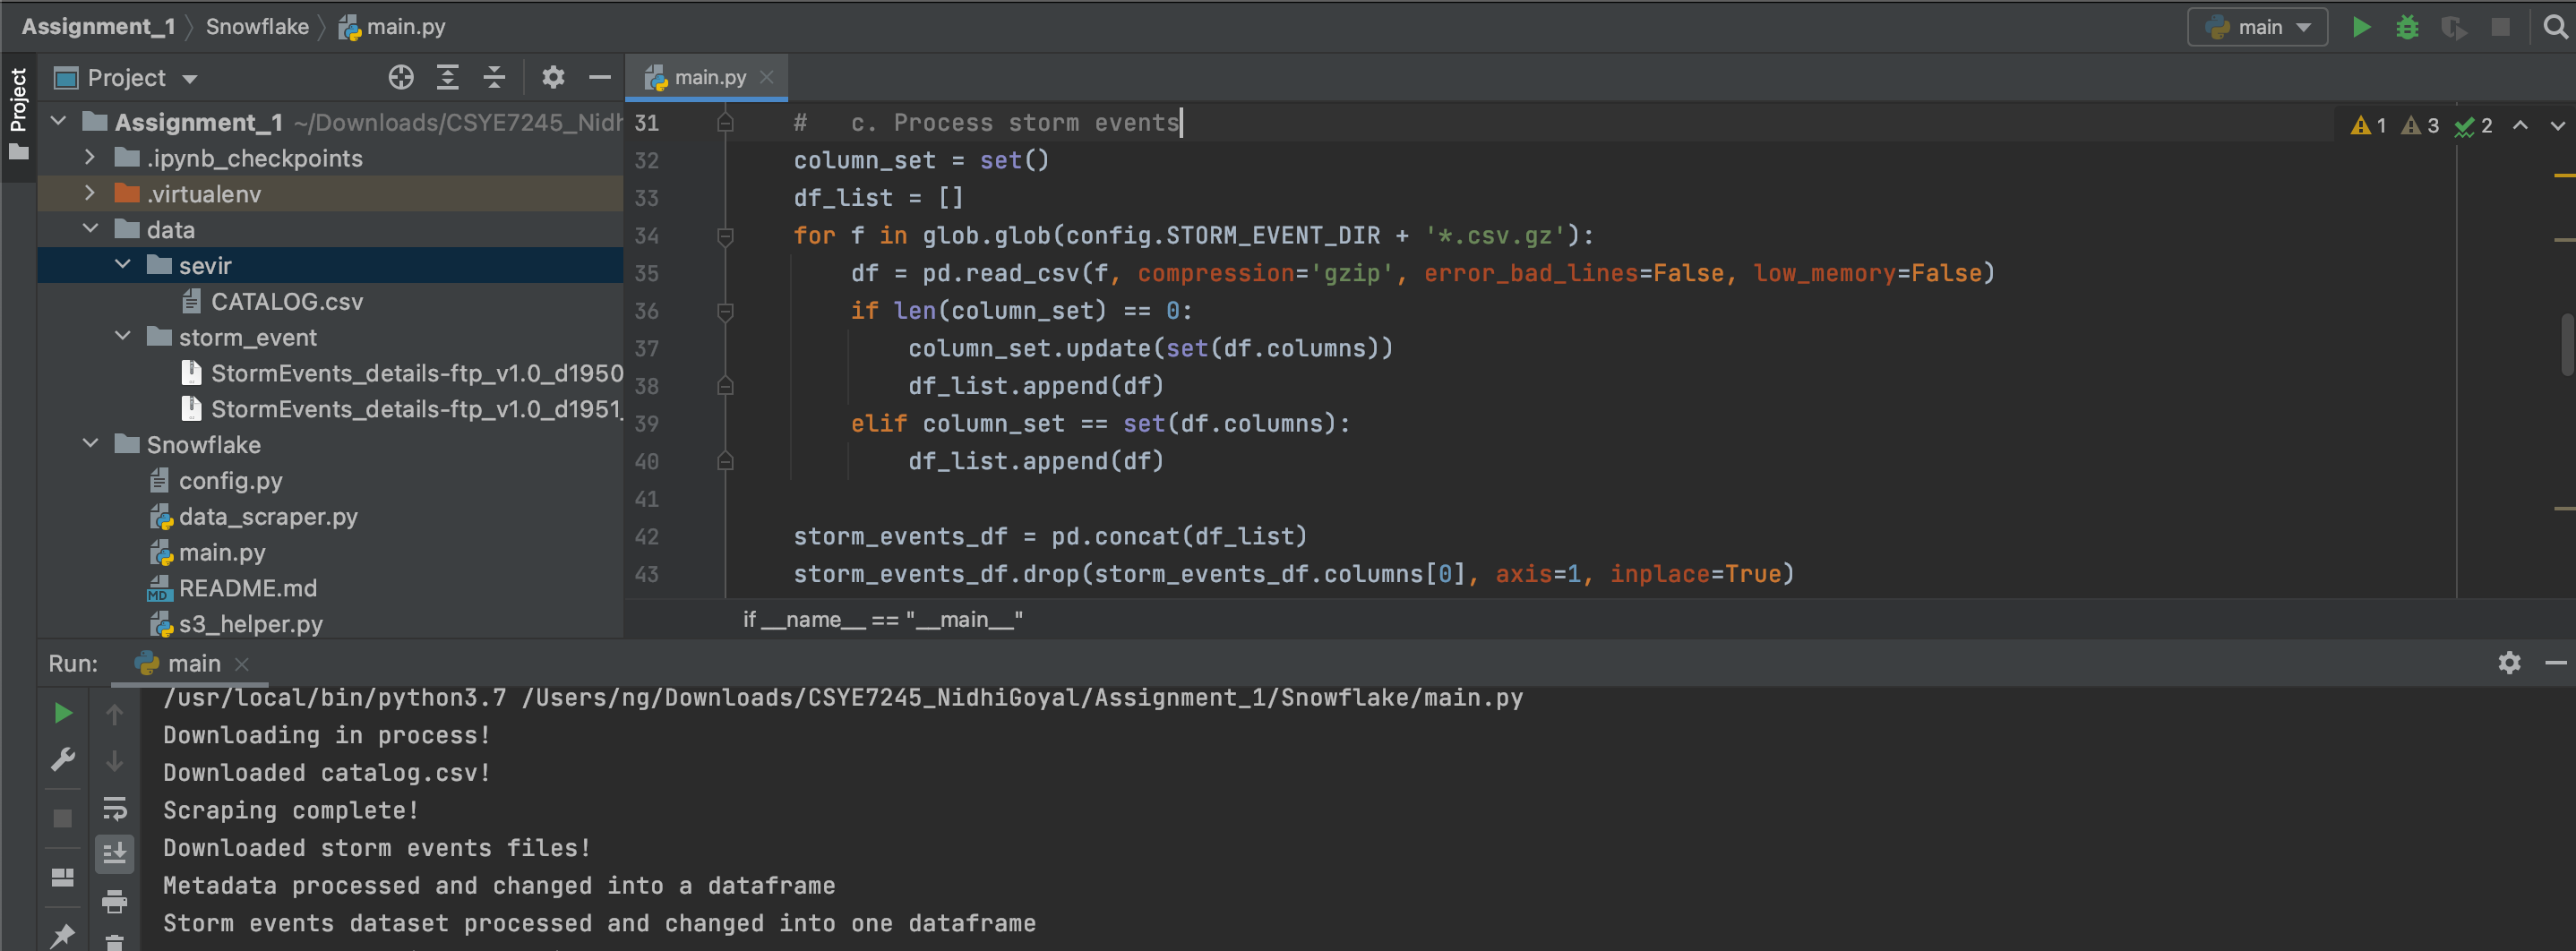 Assignment_1 Snowflake main.py
main
Project
Project
main.py
Assignment_1 ~/Downloads/CSYE7245_Nidh
.ipynb_checkpoints
.virtualenv
data
sevir
CATALOG.csv
storm_event
StormEvents_details-ftp_v1.0_d1950
StormEvents_details-ftp_v1.0_d1951_
Snowflake
config.py
data_scraper.py
main.py
MD README.md
s3_helper.py
1 3 2
31 #   c. Process storm events
32 column_set = set()
33 df_list = []
34 for f in glob.glob(config.STORM_EVENT_DIR + '*.csv.gz'):
35     df = pd.read_csv(f, compression='gzip', error_bad_lines=False, low_memory=False)
36     if len(column_set) == 0:
37         column_set.update(set(df.columns))
38         df_list.append(df)
39     elif column_set == set(df.columns):
40         df_list.append(df)
41
42 storm_events_df = pd.concat(df_list)
43 storm_events_df.drop(storm_events_df.columns[0], axis=1, inplace=True)
if __name__ == "__main__"
Run: main
/usr/local/bin/python3.7 /Users/ng/Downloads/CSYE7245_NidhiGoyal/Assignment_1/Snowflake/main.py
Downloading in process!
Downloaded catalog.csv!
Scraping complete!
Downloaded storm events files!
Metadata processed and changed into a dataframe
Storm events dataset processed and changed into one dataframe